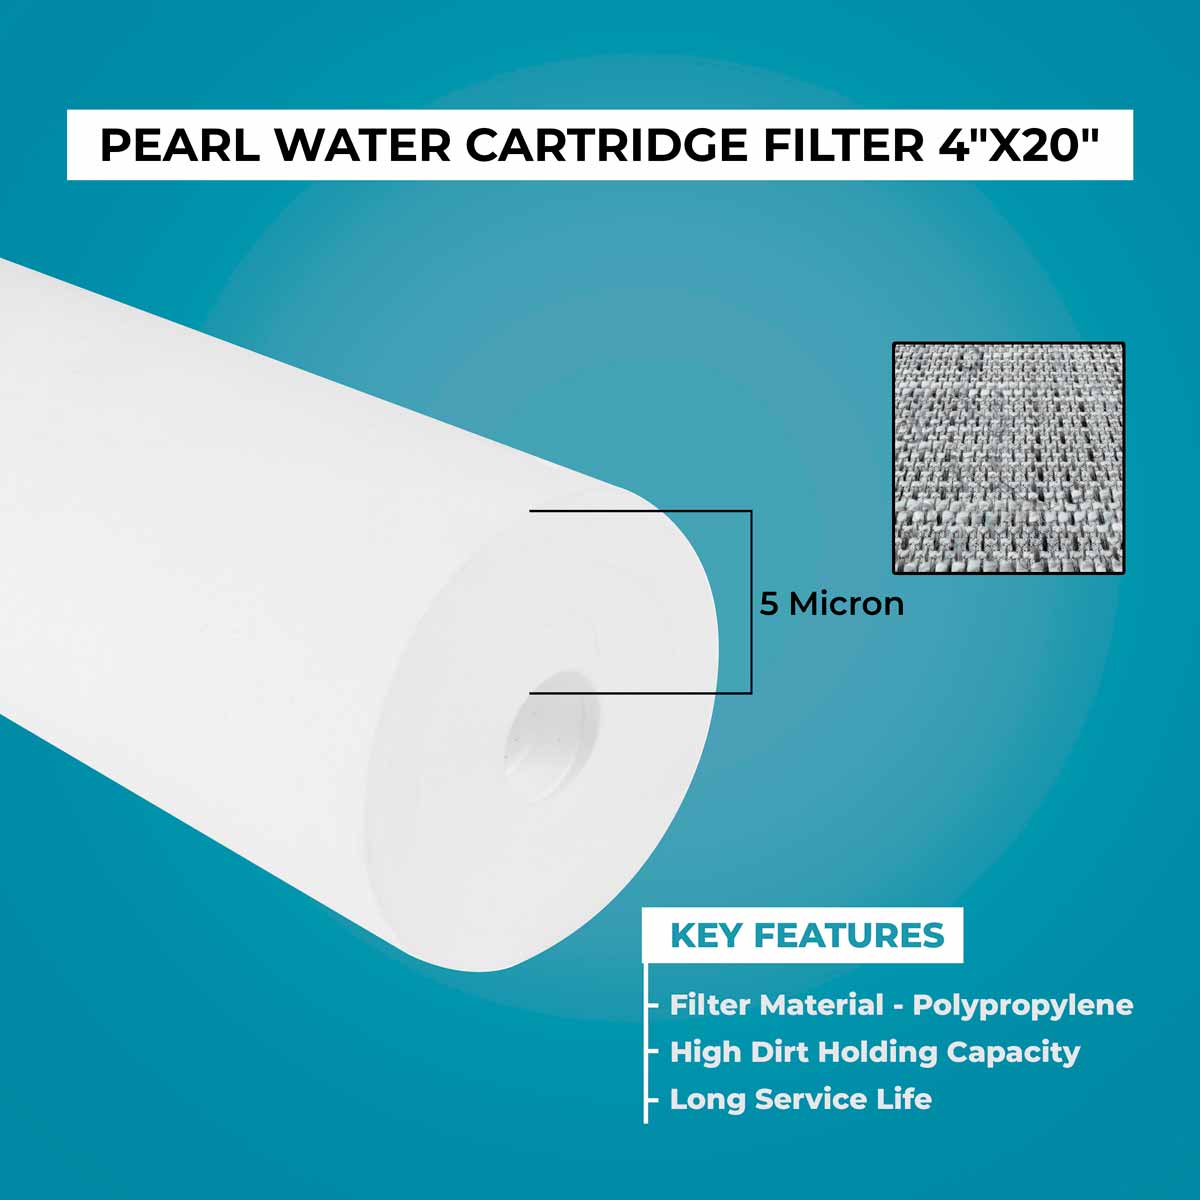 PEARL WATER CARTRIDGE FILTER 4"X20"
5 Micron
KEY FEATURES
Filter Material - Polypropylene
High Dirt Holding Capacity
Long Service Life